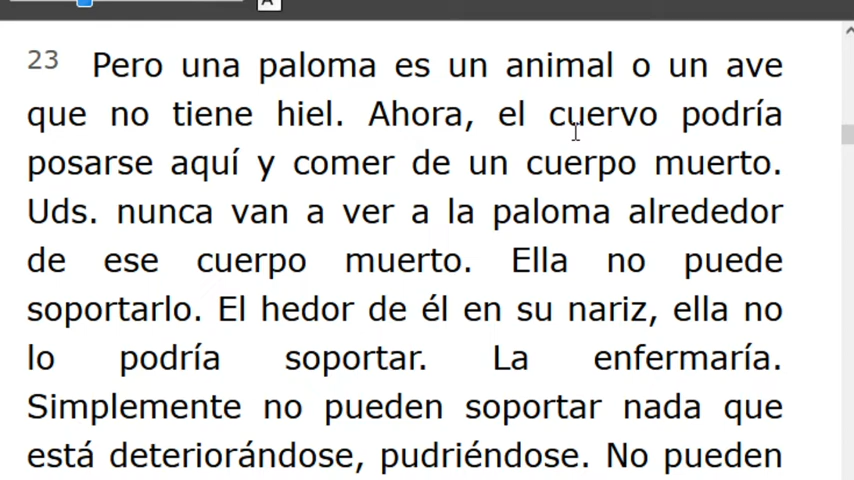 23 Pero una paloma es un animal o un ave
que no tiene hiel. Ahora, el cuervo podría
posarse aquí y comer de un cuerpo muerto.
Uds. nunca van a ver a la paloma alrededor
de ese cuerpo muerto. Ella no puede
soportarlo. El hedor de él en su nariz, ella no
lo podría soportar. La enfermaría.
Simplemente no pueden soportar nada que
está deteriorándose, pudriéndose. No pueden